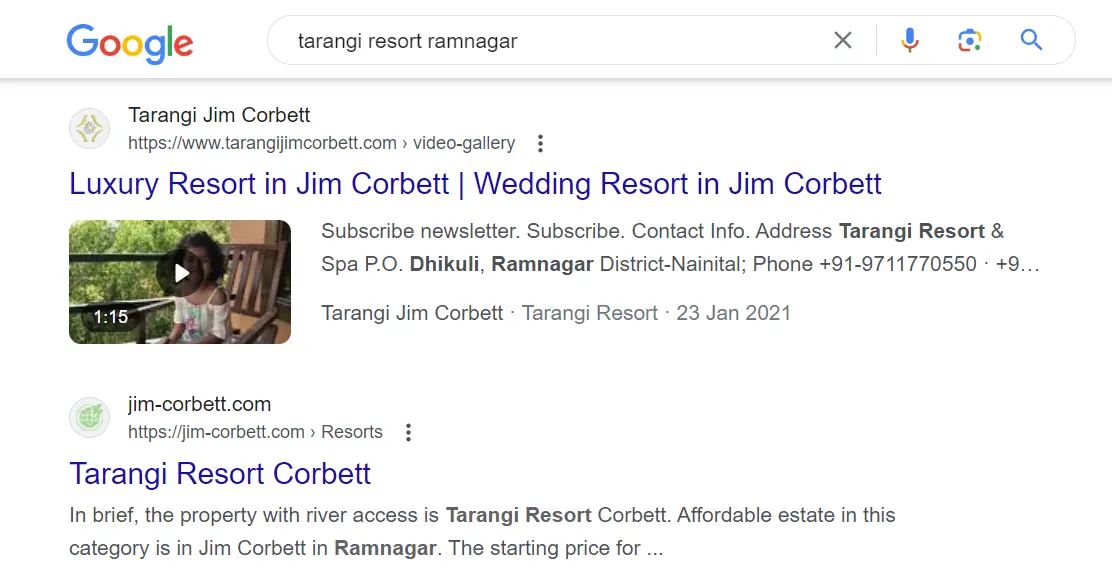 Google
tarangi resort ramnagar
Tarangi Jim Corbett
https://www.tarangijimcorbett.com › video-gallery
Luxury Resort in Jim Corbett | Wedding Resort in Jim Corbett
1:15
Subscribe newsletter. Subscribe. Contact Info. Address Tarangi Resort &
Spa P.O. Dhikuli, Ramnagar District-Nainital; Phone +91-9711770550 · +9…
Tarangi Jim Corbett · Tarangi Resort · 23 Jan 2021
jim-corbett.com
https://jim-corbett.com › Resorts
Tarangi Resort Corbett
In brief, the property with river access is Tarangi Resort Corbett. Affordable estate in this
category is in Jim Corbett in Ramnagar. The starting price for ...